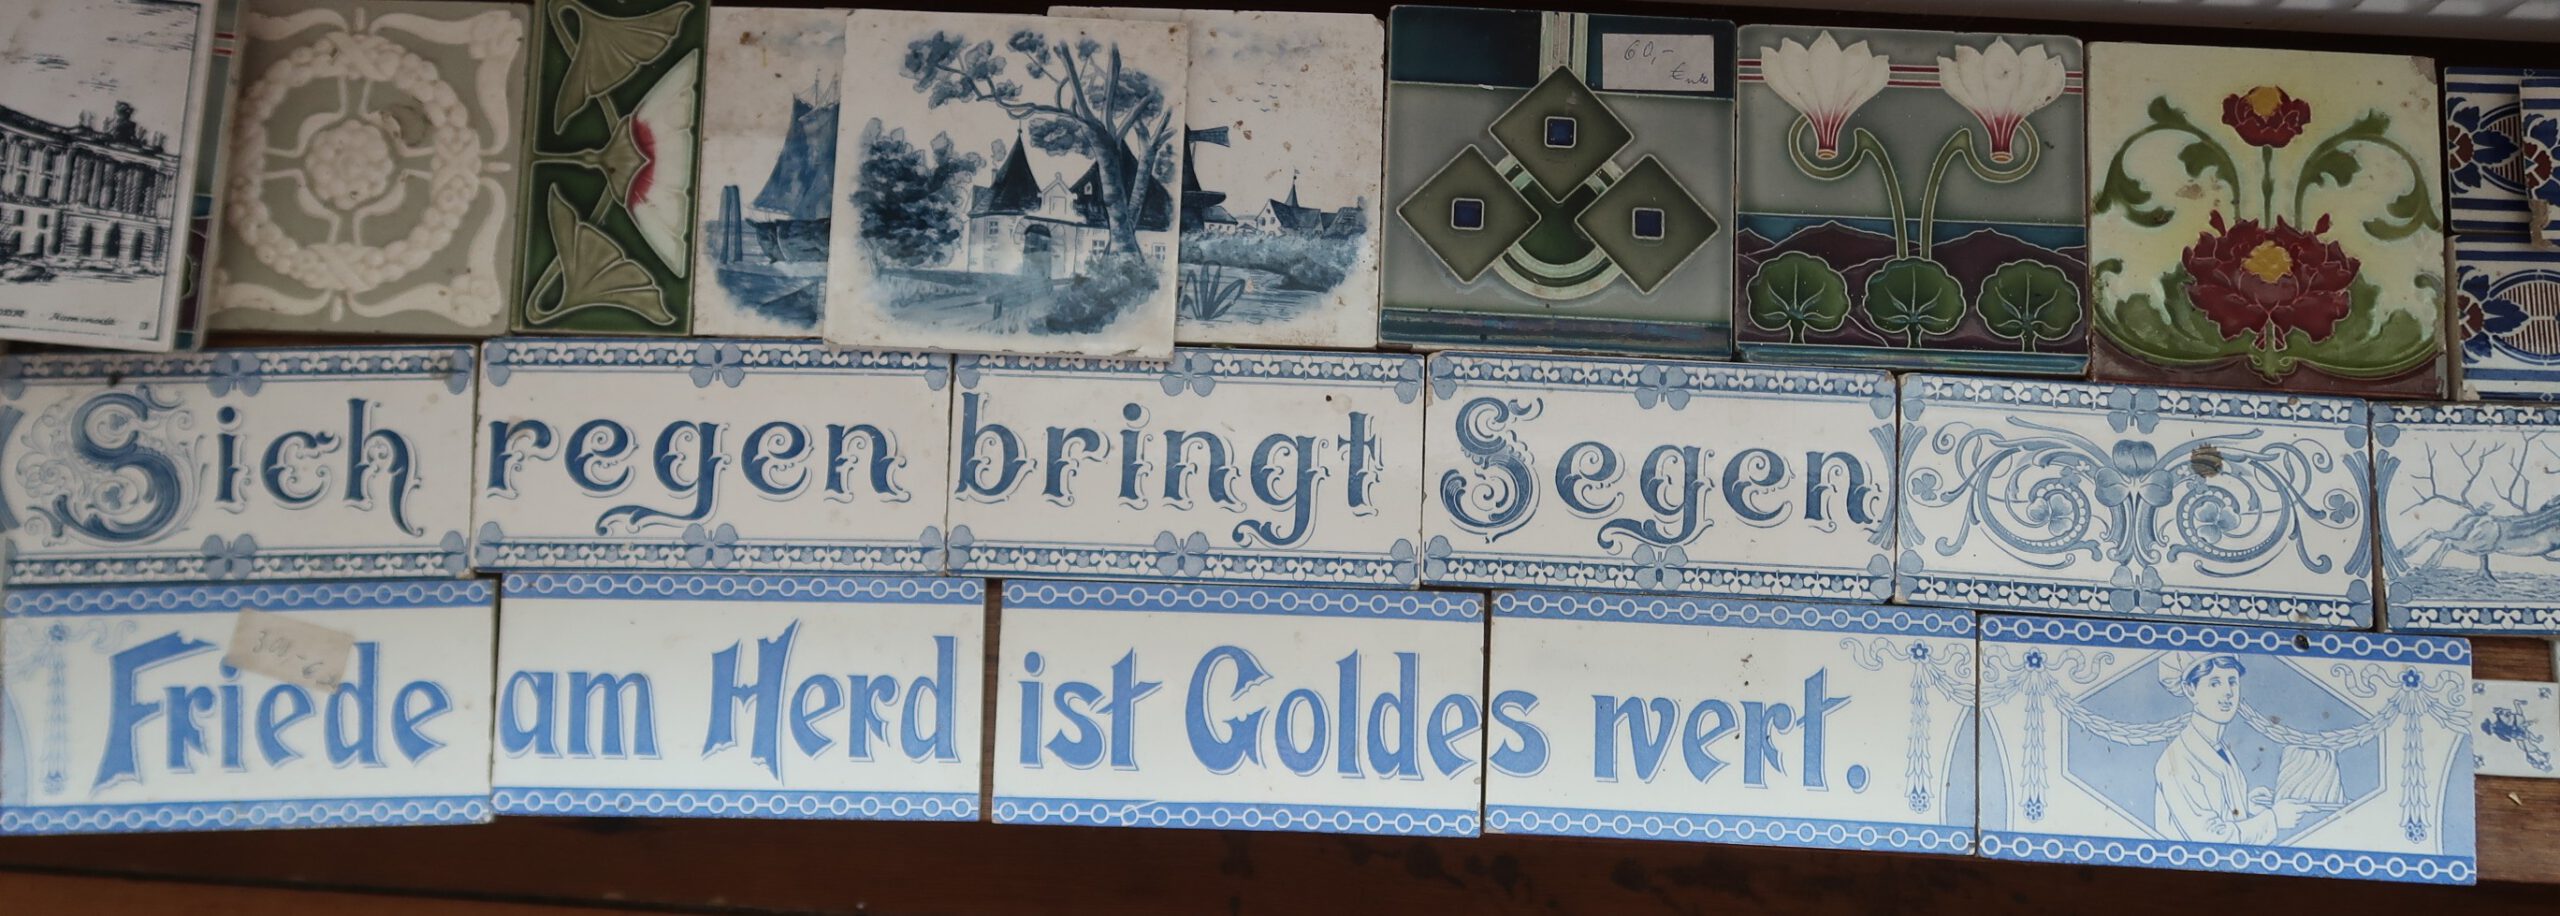 60,-
Sich regen bringt Segen
Friede am Herd ist Goldes wert.